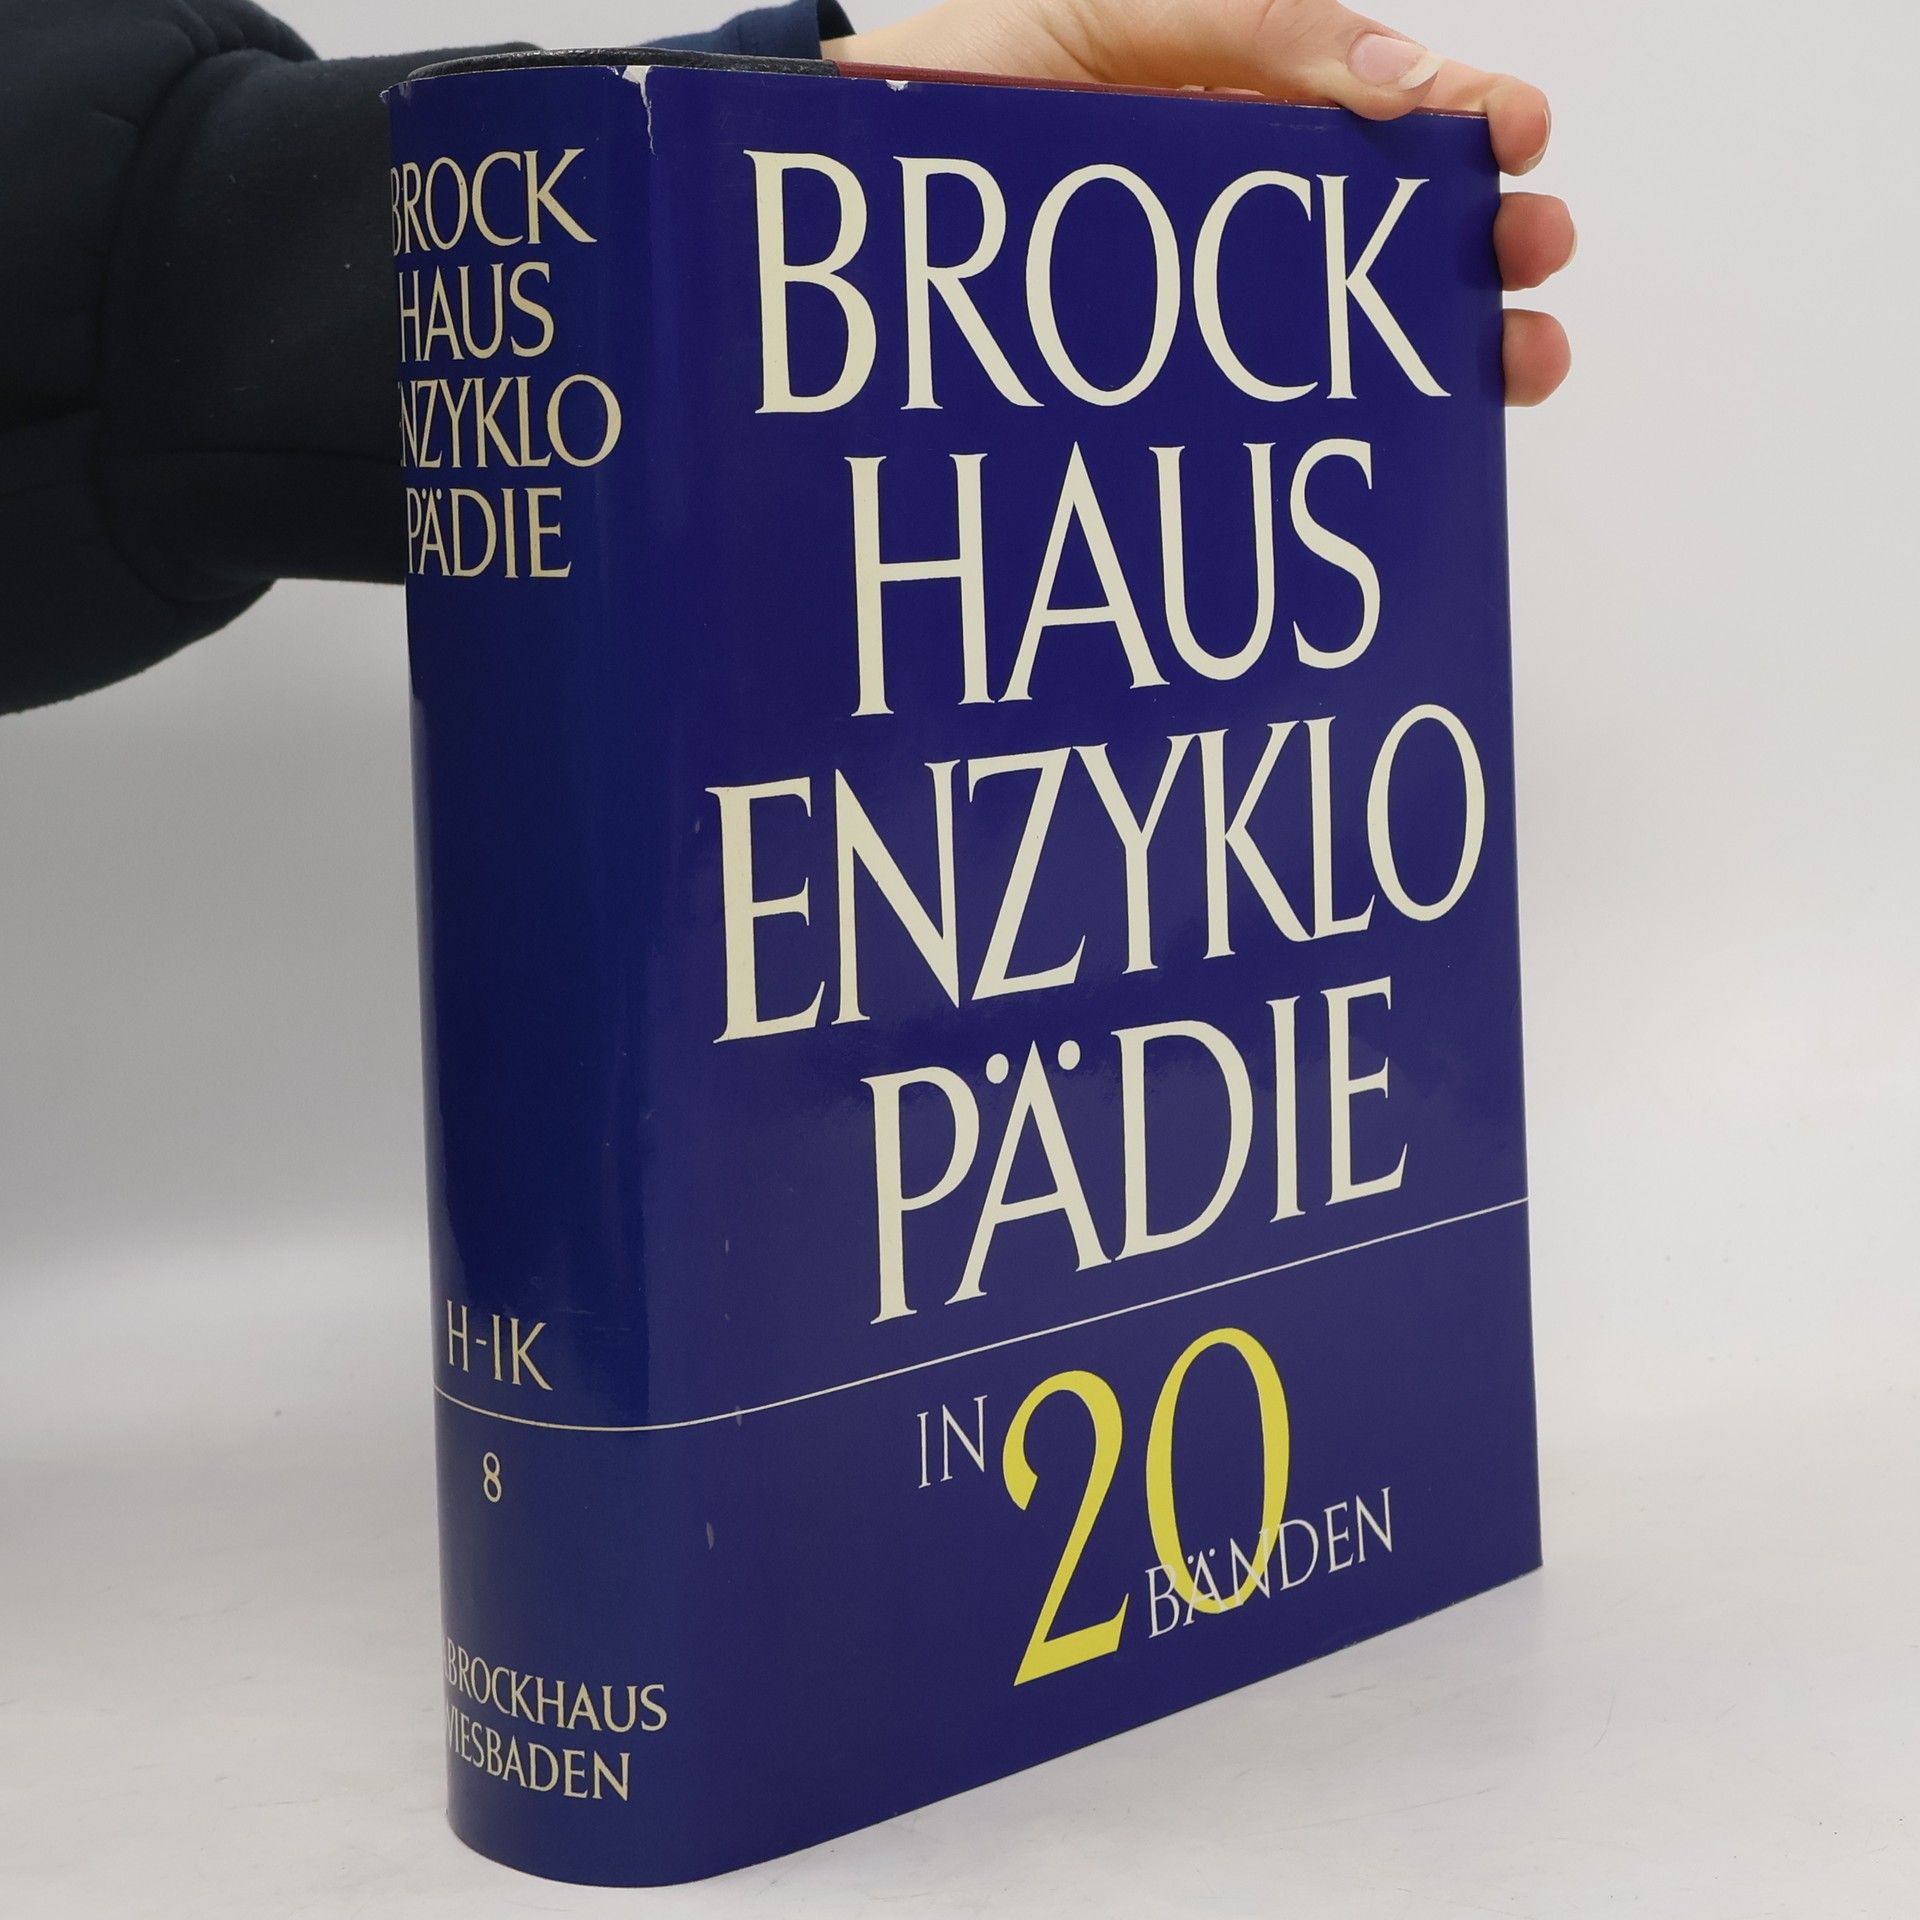 BROCK
HAUS
ENZYKLO
PÄDIE
H-IK
8
BROCKHAUS
WIESBADEN
BROCK
HAUS
ENZYKLO
PÄDIE
IN 20
BÄNDEN